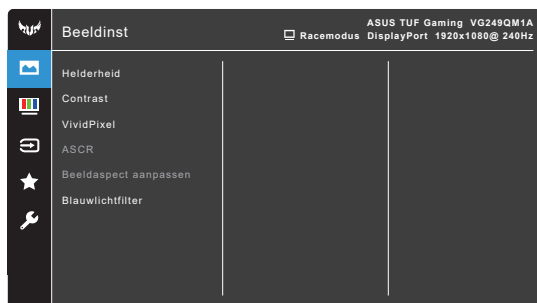 Beeldinst
ASUS TUF Gaming VG249QM1A
Racemodus DisplayPort 1920x1080@ 240Hz
Helderheid
Contrast
VividPixel
ASCR
Beeldaspect aanpassen
Blauwlichtfilter